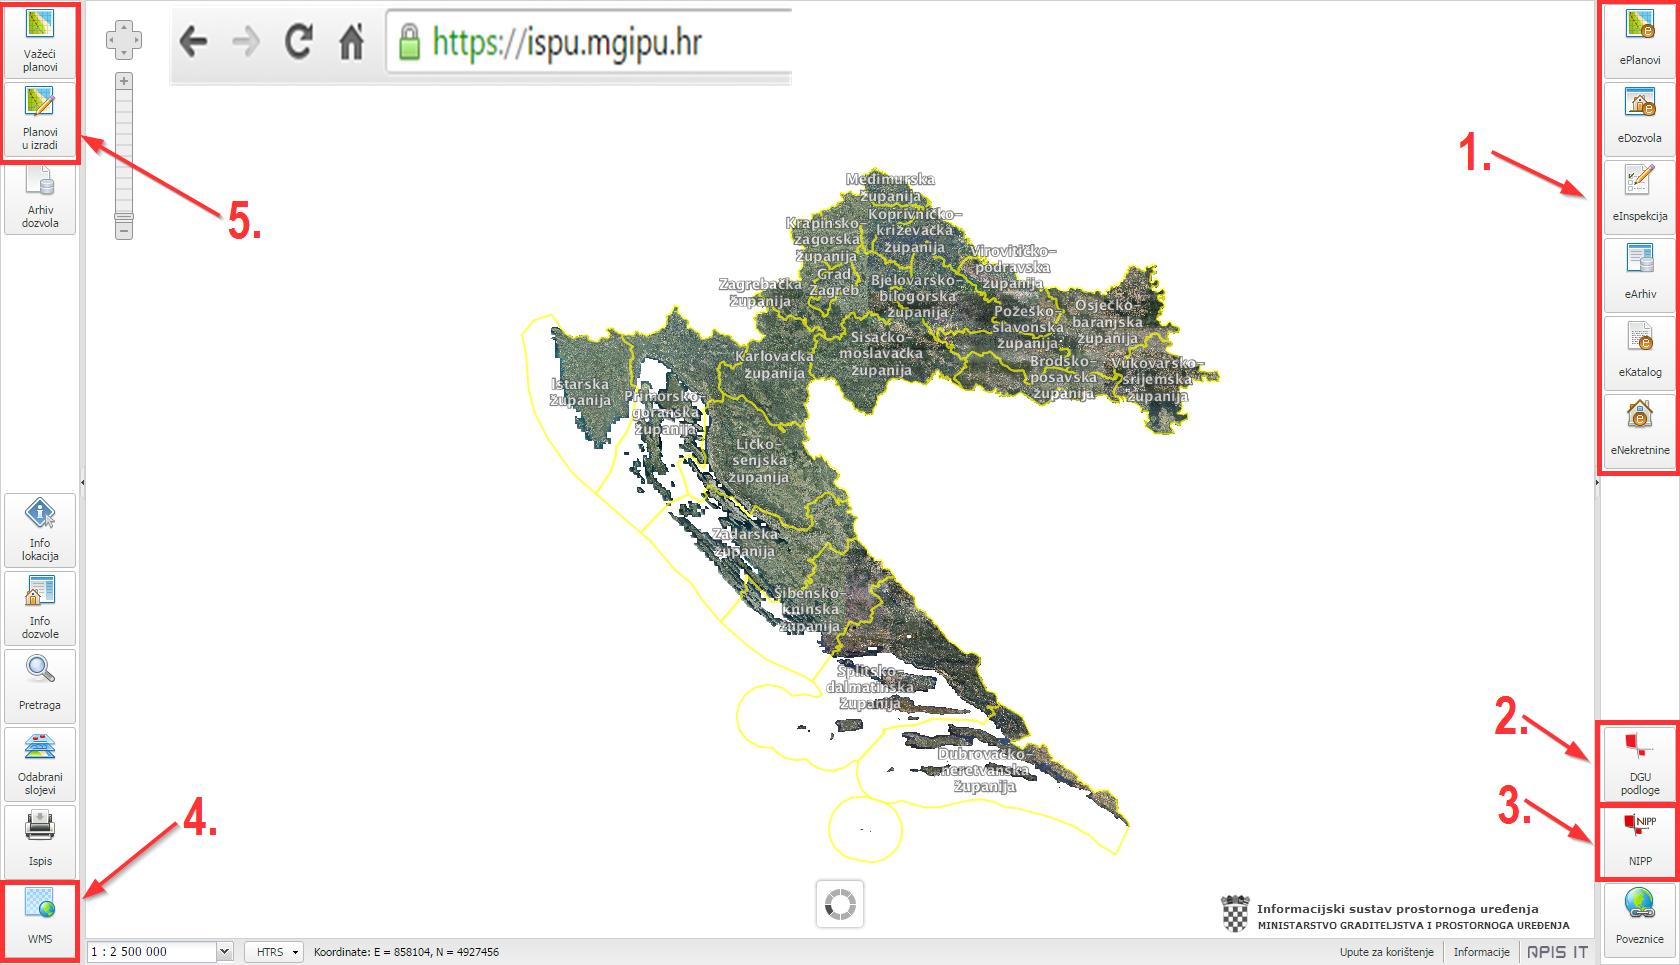 https://ispu.mgipu.hr
Važeći
planovi
Planovi
u izradi
Arhiv
dozvola
5.
Info
lokacija
Info
dozvole
Pretraga
Odabrani
slojevi
Ispis
WMS
4.
Međimurska
županija
Koprivničko-
križevačka
županija
Krapinsko-
zagorska
županija
Virovitičko-
podravska
županija
Grad
Zagreb
Zagrebačka
županija
Bjelovarsko-
bilogorska
županija
Osječko-
baranjska
županija
Požeško-
slavonska
županija
Sisačko-
moslavačka
županija
Karlovačka
županija
Brodsko-
posavska
županija
Vukovarsko-
srijemska
županija
Istarska
županija
Primorsko-
goranska
županija
Ličko-
senjska
županija
Zadarska
županija
Šibensko-
kninska
županija
Splitsko-
dalmatinska
županija
Dubrovačko-
neretvanska
županija
1.
ePlanovi
eDozvola
eInspekcija
eArhiv
eKatalog
eNekretnine
2.
DGU
podloge
3.
NIPP
NIPP
Poveznice
Informacijski sustav prostornoga uređenja
MINISTARSTVO GRADITELJSTVA I PROSTORNOGA UREĐENJA
1 : 2 500 000
HTRS
Koordinate: E = 858104, N = 4927456
Upute za korištenje
Informacije
APIS IT